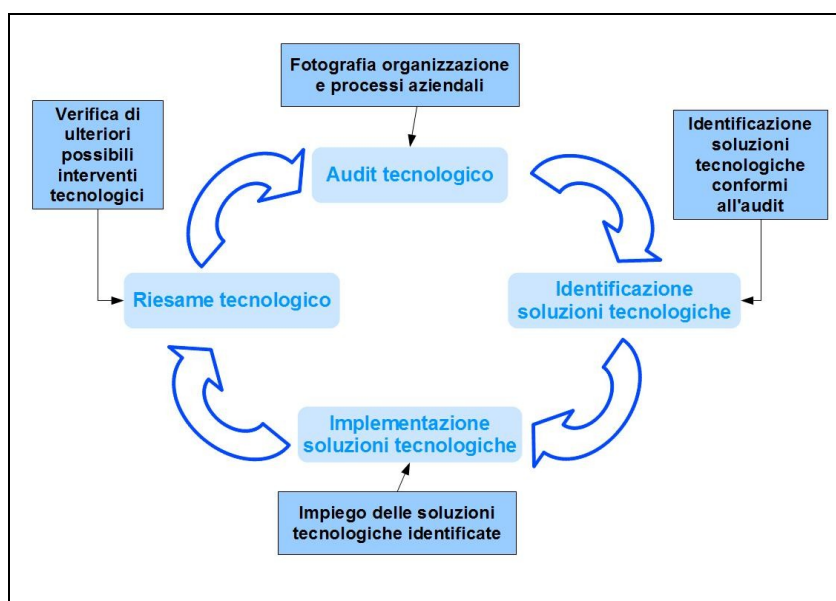 Fotografia organizzazione
e processi aziendali
Verifica di
ulteriori
possibili
interventi
tecnologici
Identificazione
soluzioni
tecnologiche
conformi
all'audit
Audit tecnologico
Riesame tecnologico
Identificazione
soluzioni tecnologiche
Implementazione
soluzioni tecnologiche
Impiego delle soluzioni
tecnologiche identificate